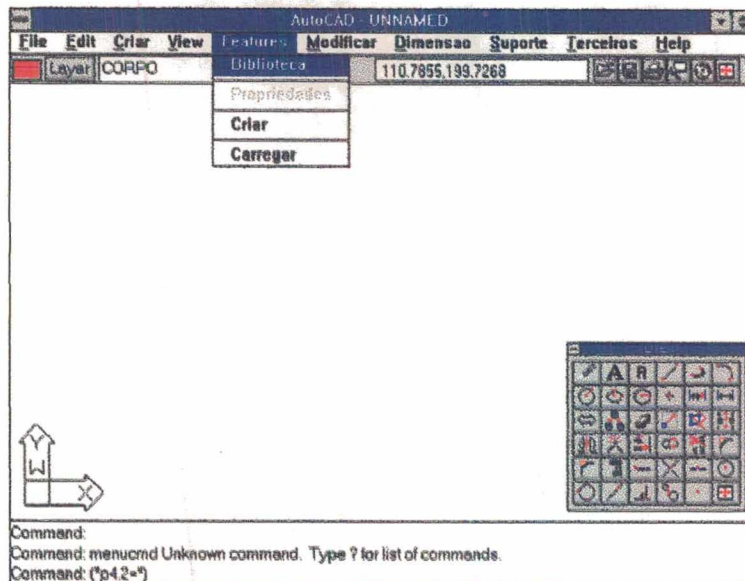 AutoCAD - UNNAMED
File Edit Criar View Features Modificar Dimensao Suporte Terceiros Help
Layer CORPO 110.7855,199.7268
Biblioteca
Propriedades
Criar
Carregar
A R
Y
W
X
Command:
Command: menucmd Unknown command. Type ? for list of commands.
Command: ("p4.2=")